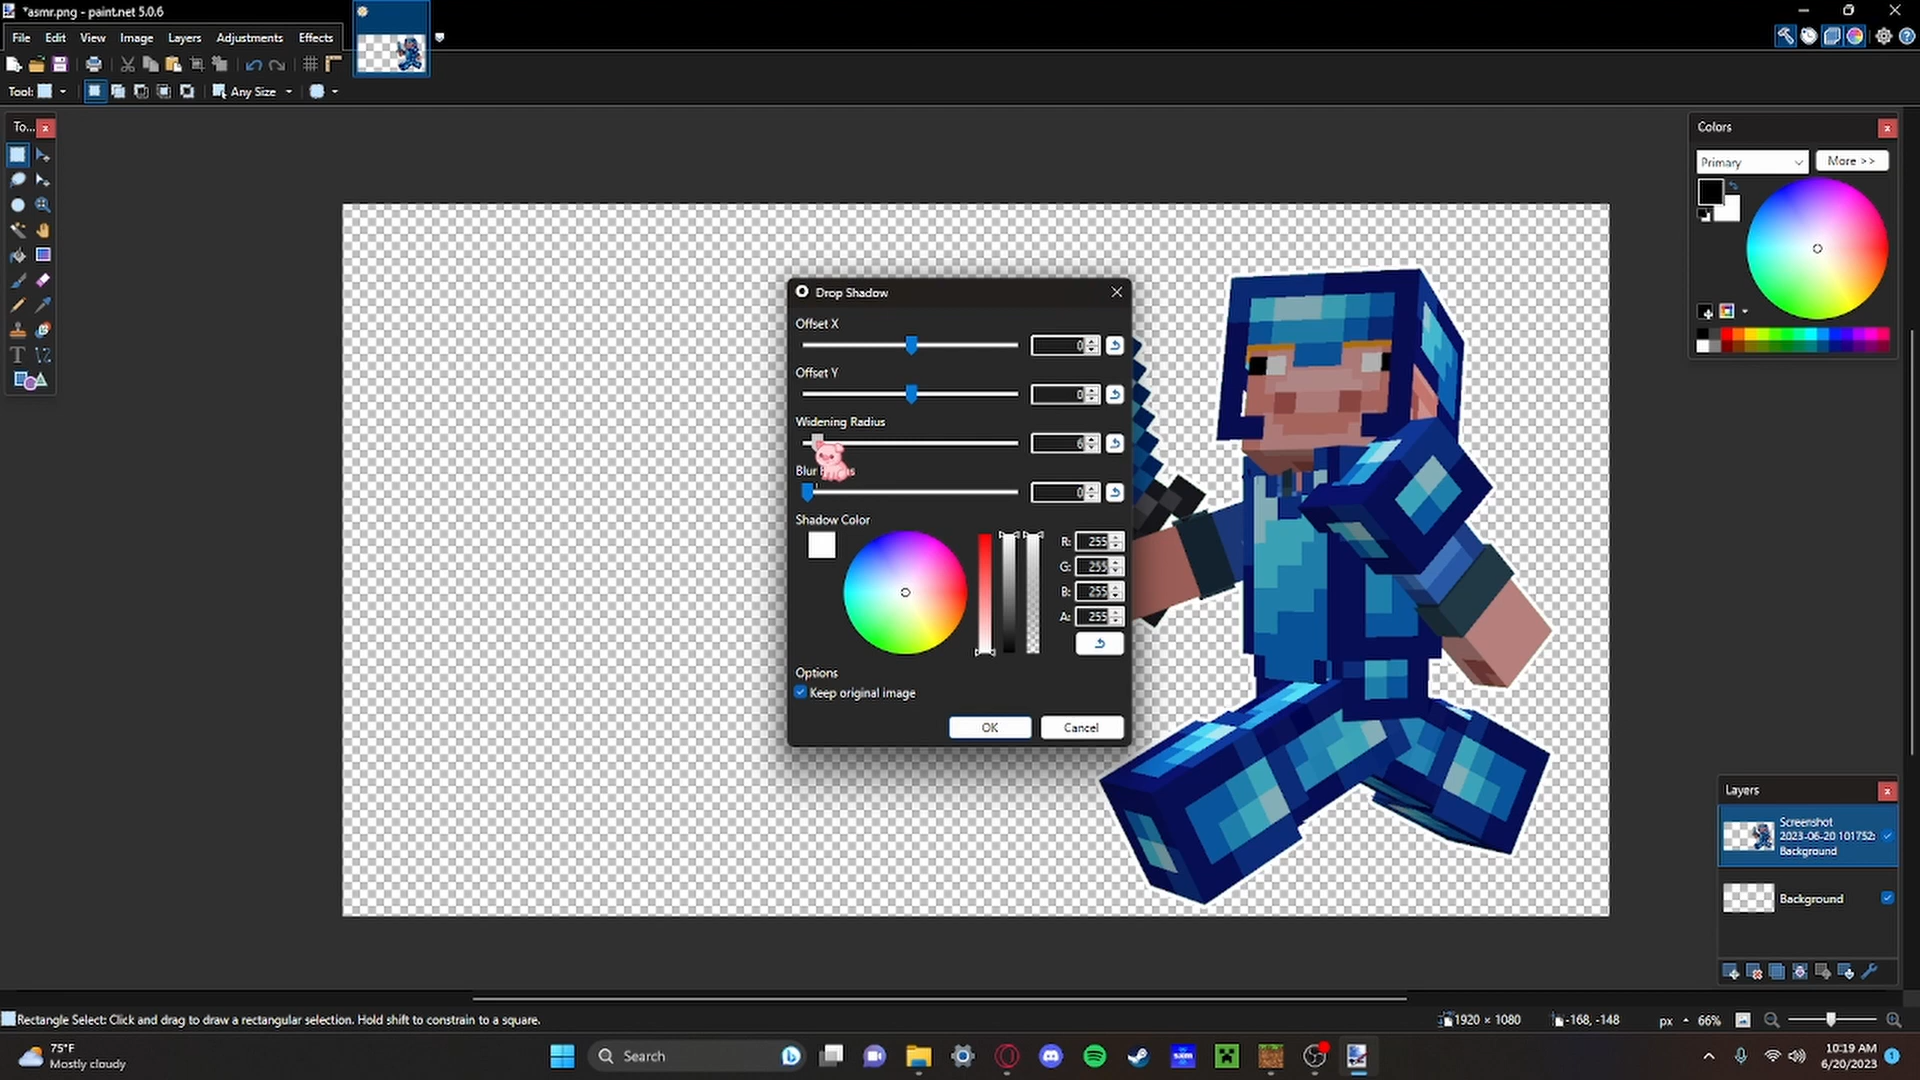 *asmr.png - paint.net 5.0.6
File Edit View Image Layers Adjustments Effects
Tool:
Any Size
To...
Colors
Primary
More >>
Drop Shadow
Offset X
0
Offset Y
0
Widening Radius
6
Blur
0
Shadow Color
R: 255
G: 255
B: 255
A: 255
Options
Keep original image
OK
Cancel
Layers
Screenshot
2023-06-20 101752:
Background
Background
Rectangle Select: Click and drag to draw a rectangular selection. Hold shift to constrain to a square.
1920 × 1080
-168, -148
px
66%
75°F
Mostly cloudy
Search
sxm
10:19 AM
6/20/2023
1